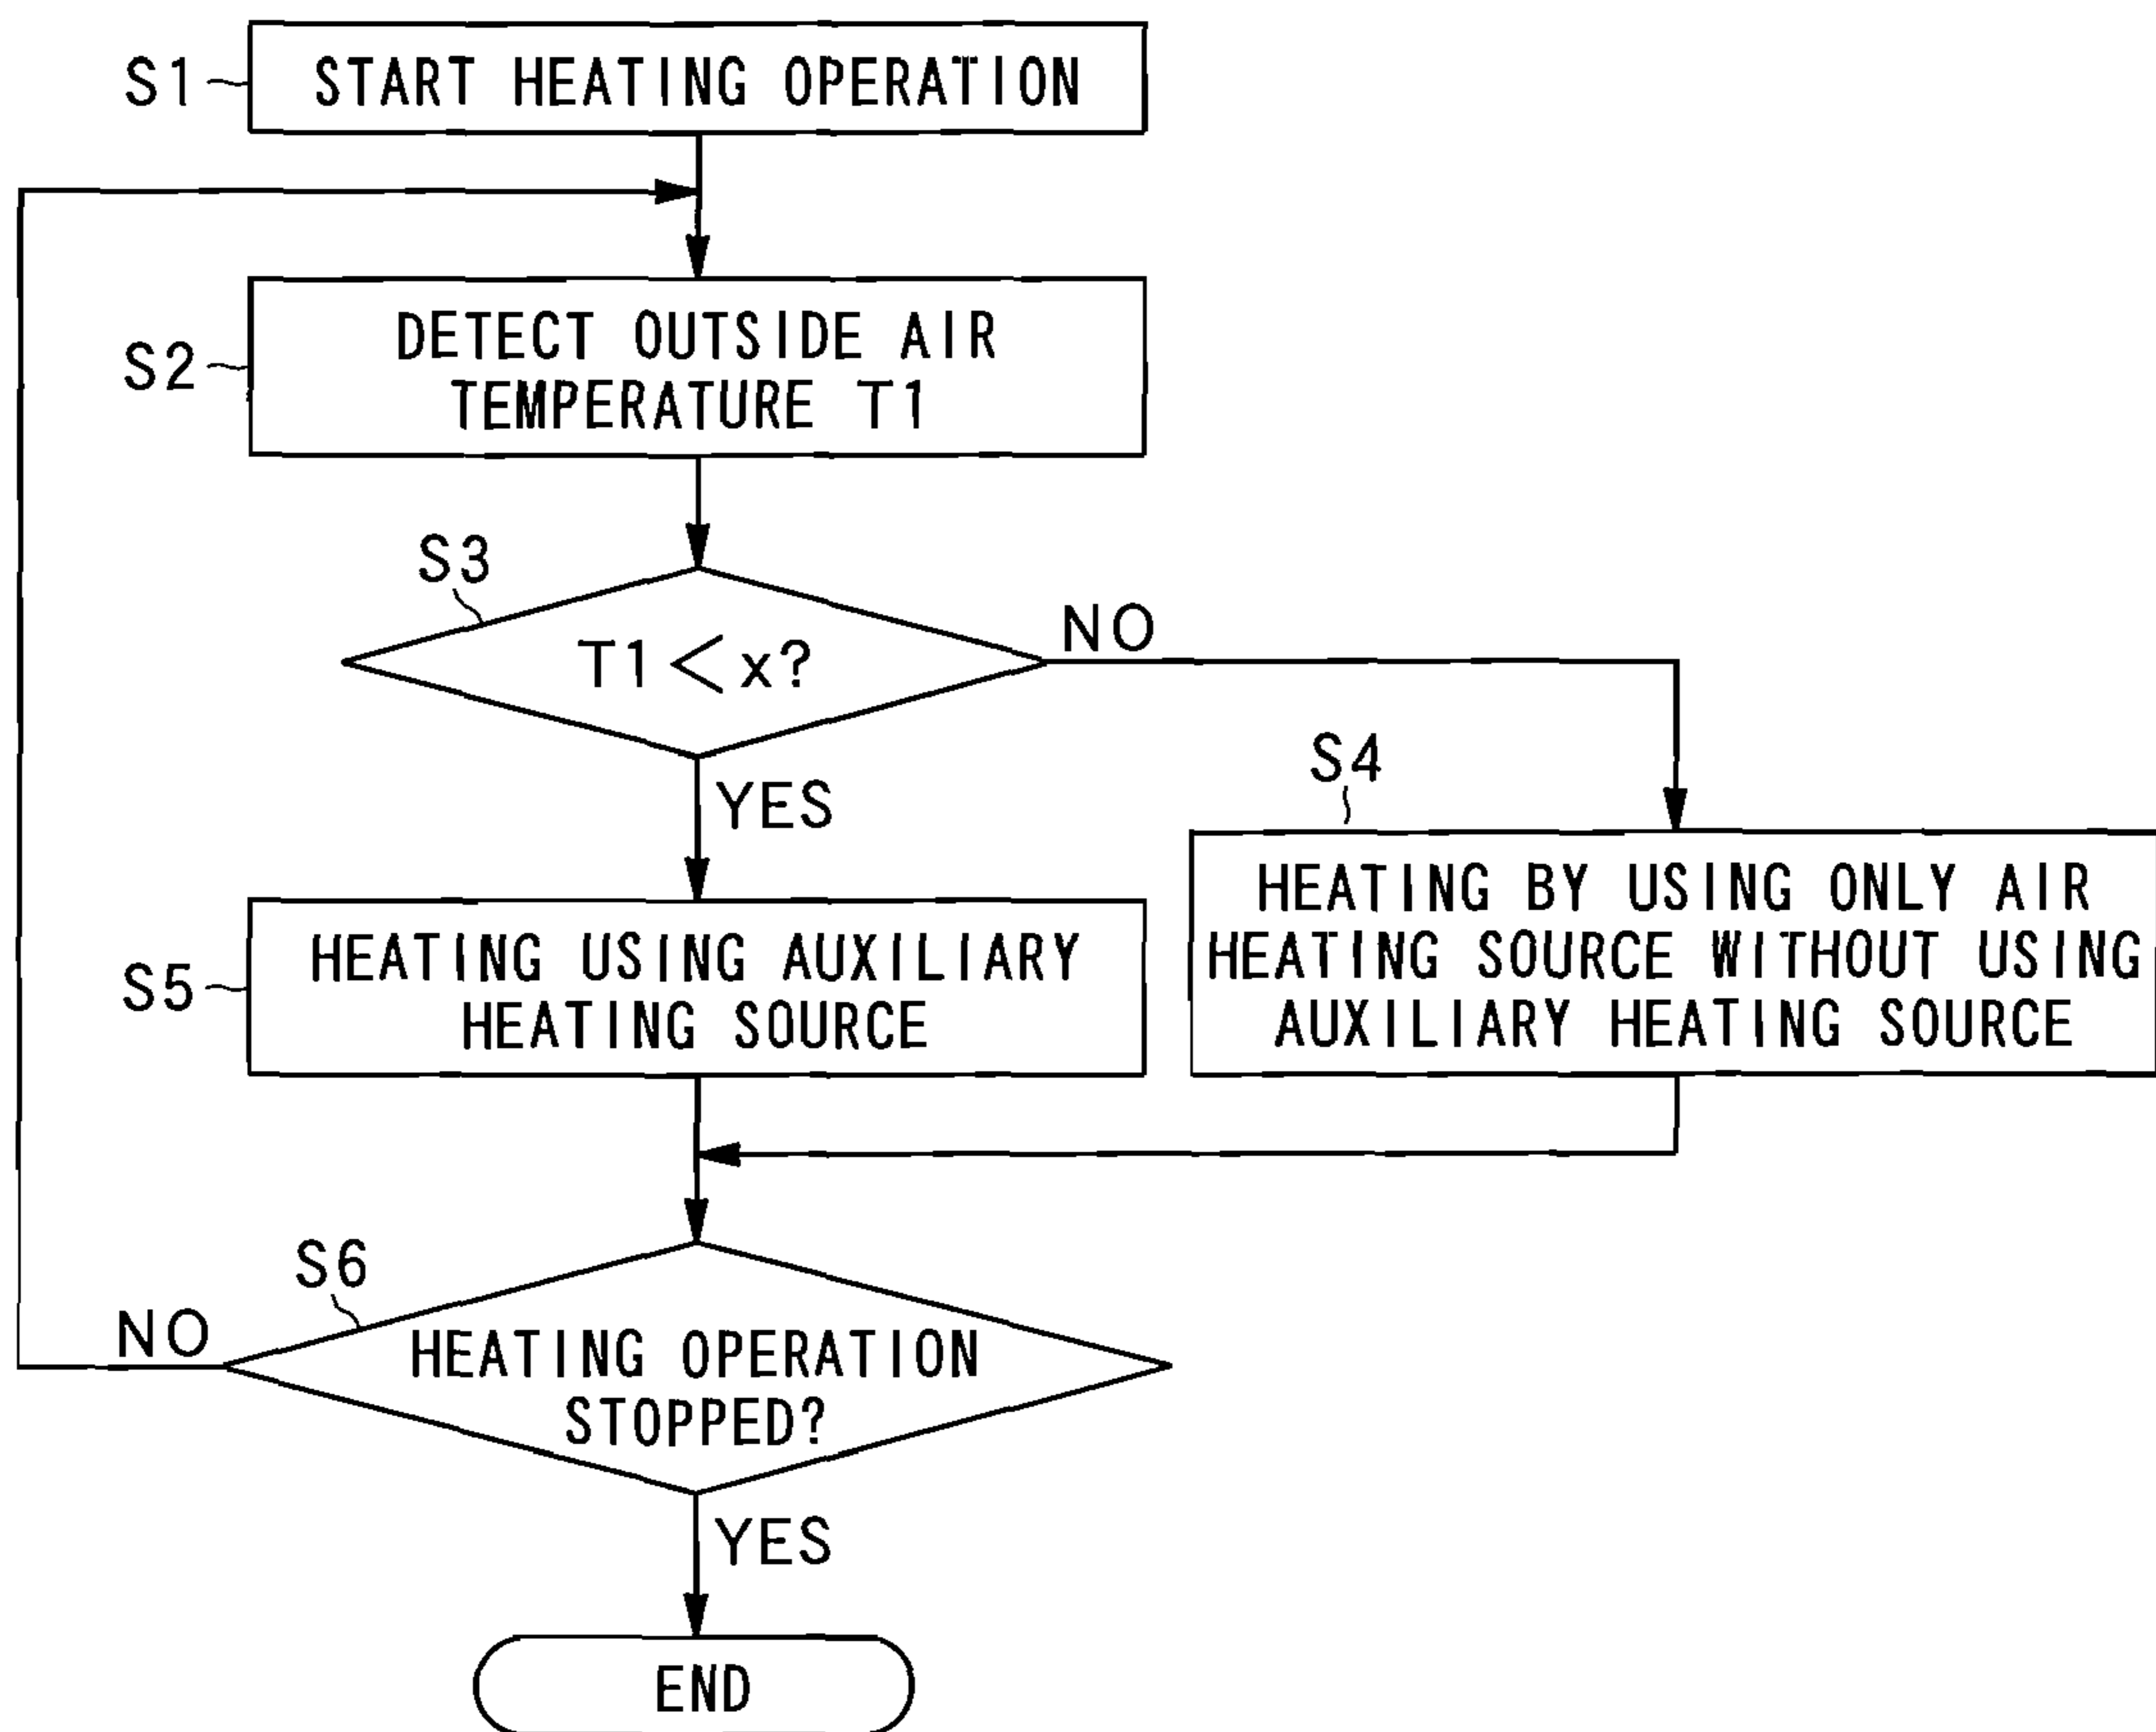 S1
START HEATING OPERATION
S2
DETECT OUTSIDE AIR
TEMPERATURE T1
S3
T1<x?
NO
YES
S4
HEATING BY USING ONLY AIR
HEATING SOURCE WITHOUT USING
AUXILIARY HEATING SOURCE
S5
HEATING USING AUXILIARY
HEATING SOURCE
S6
NO
HEATING OPERATION
STOPPED?
YES
END